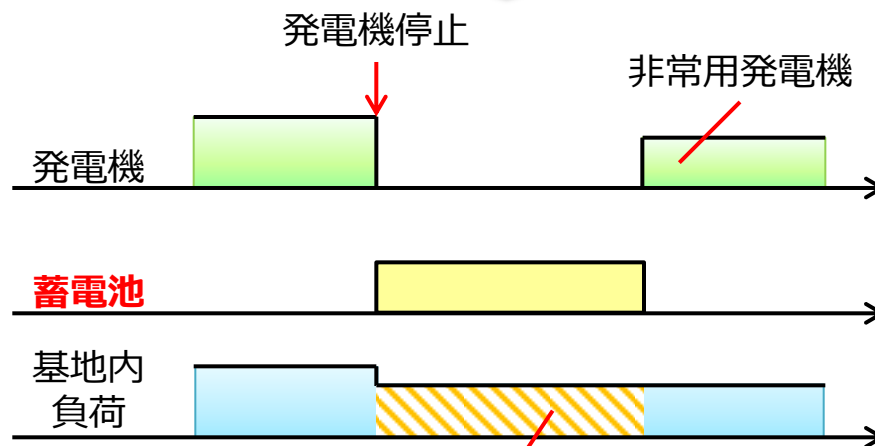 発電機停止
非常用発電機
発電機
蓄電池
基地内
負荷